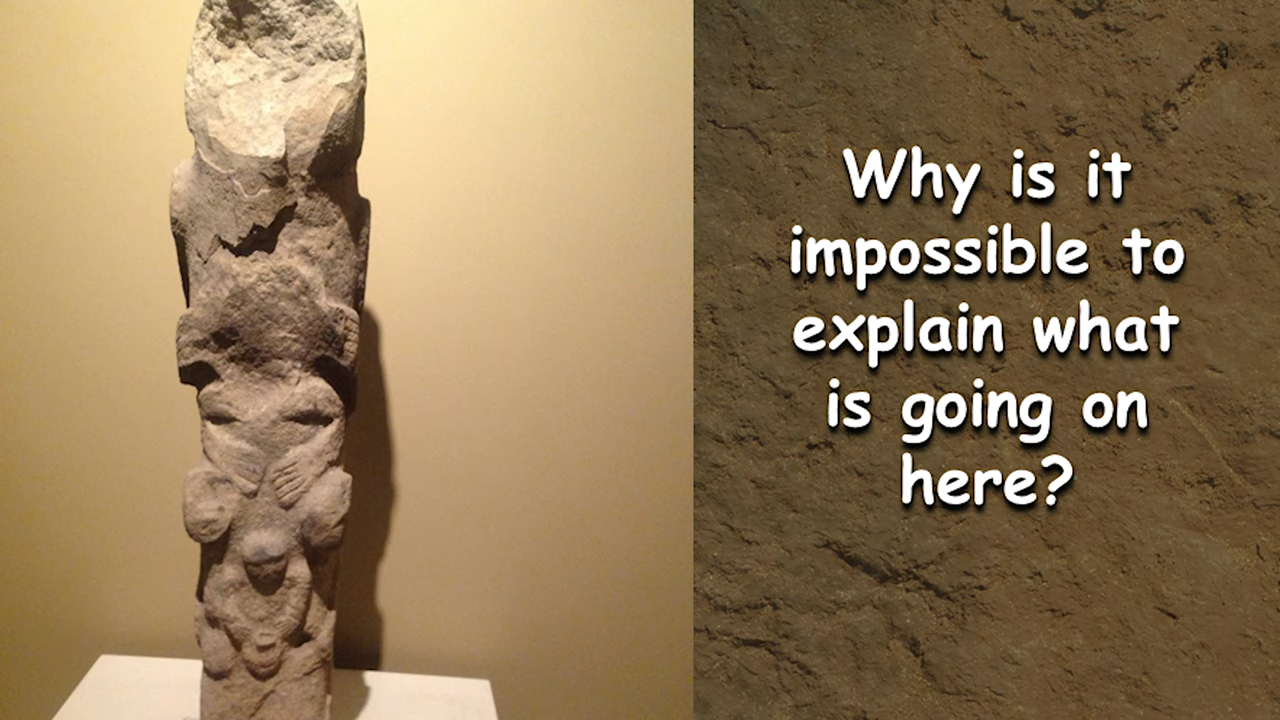 Why is it
impossible to
explain what
is going on
here?